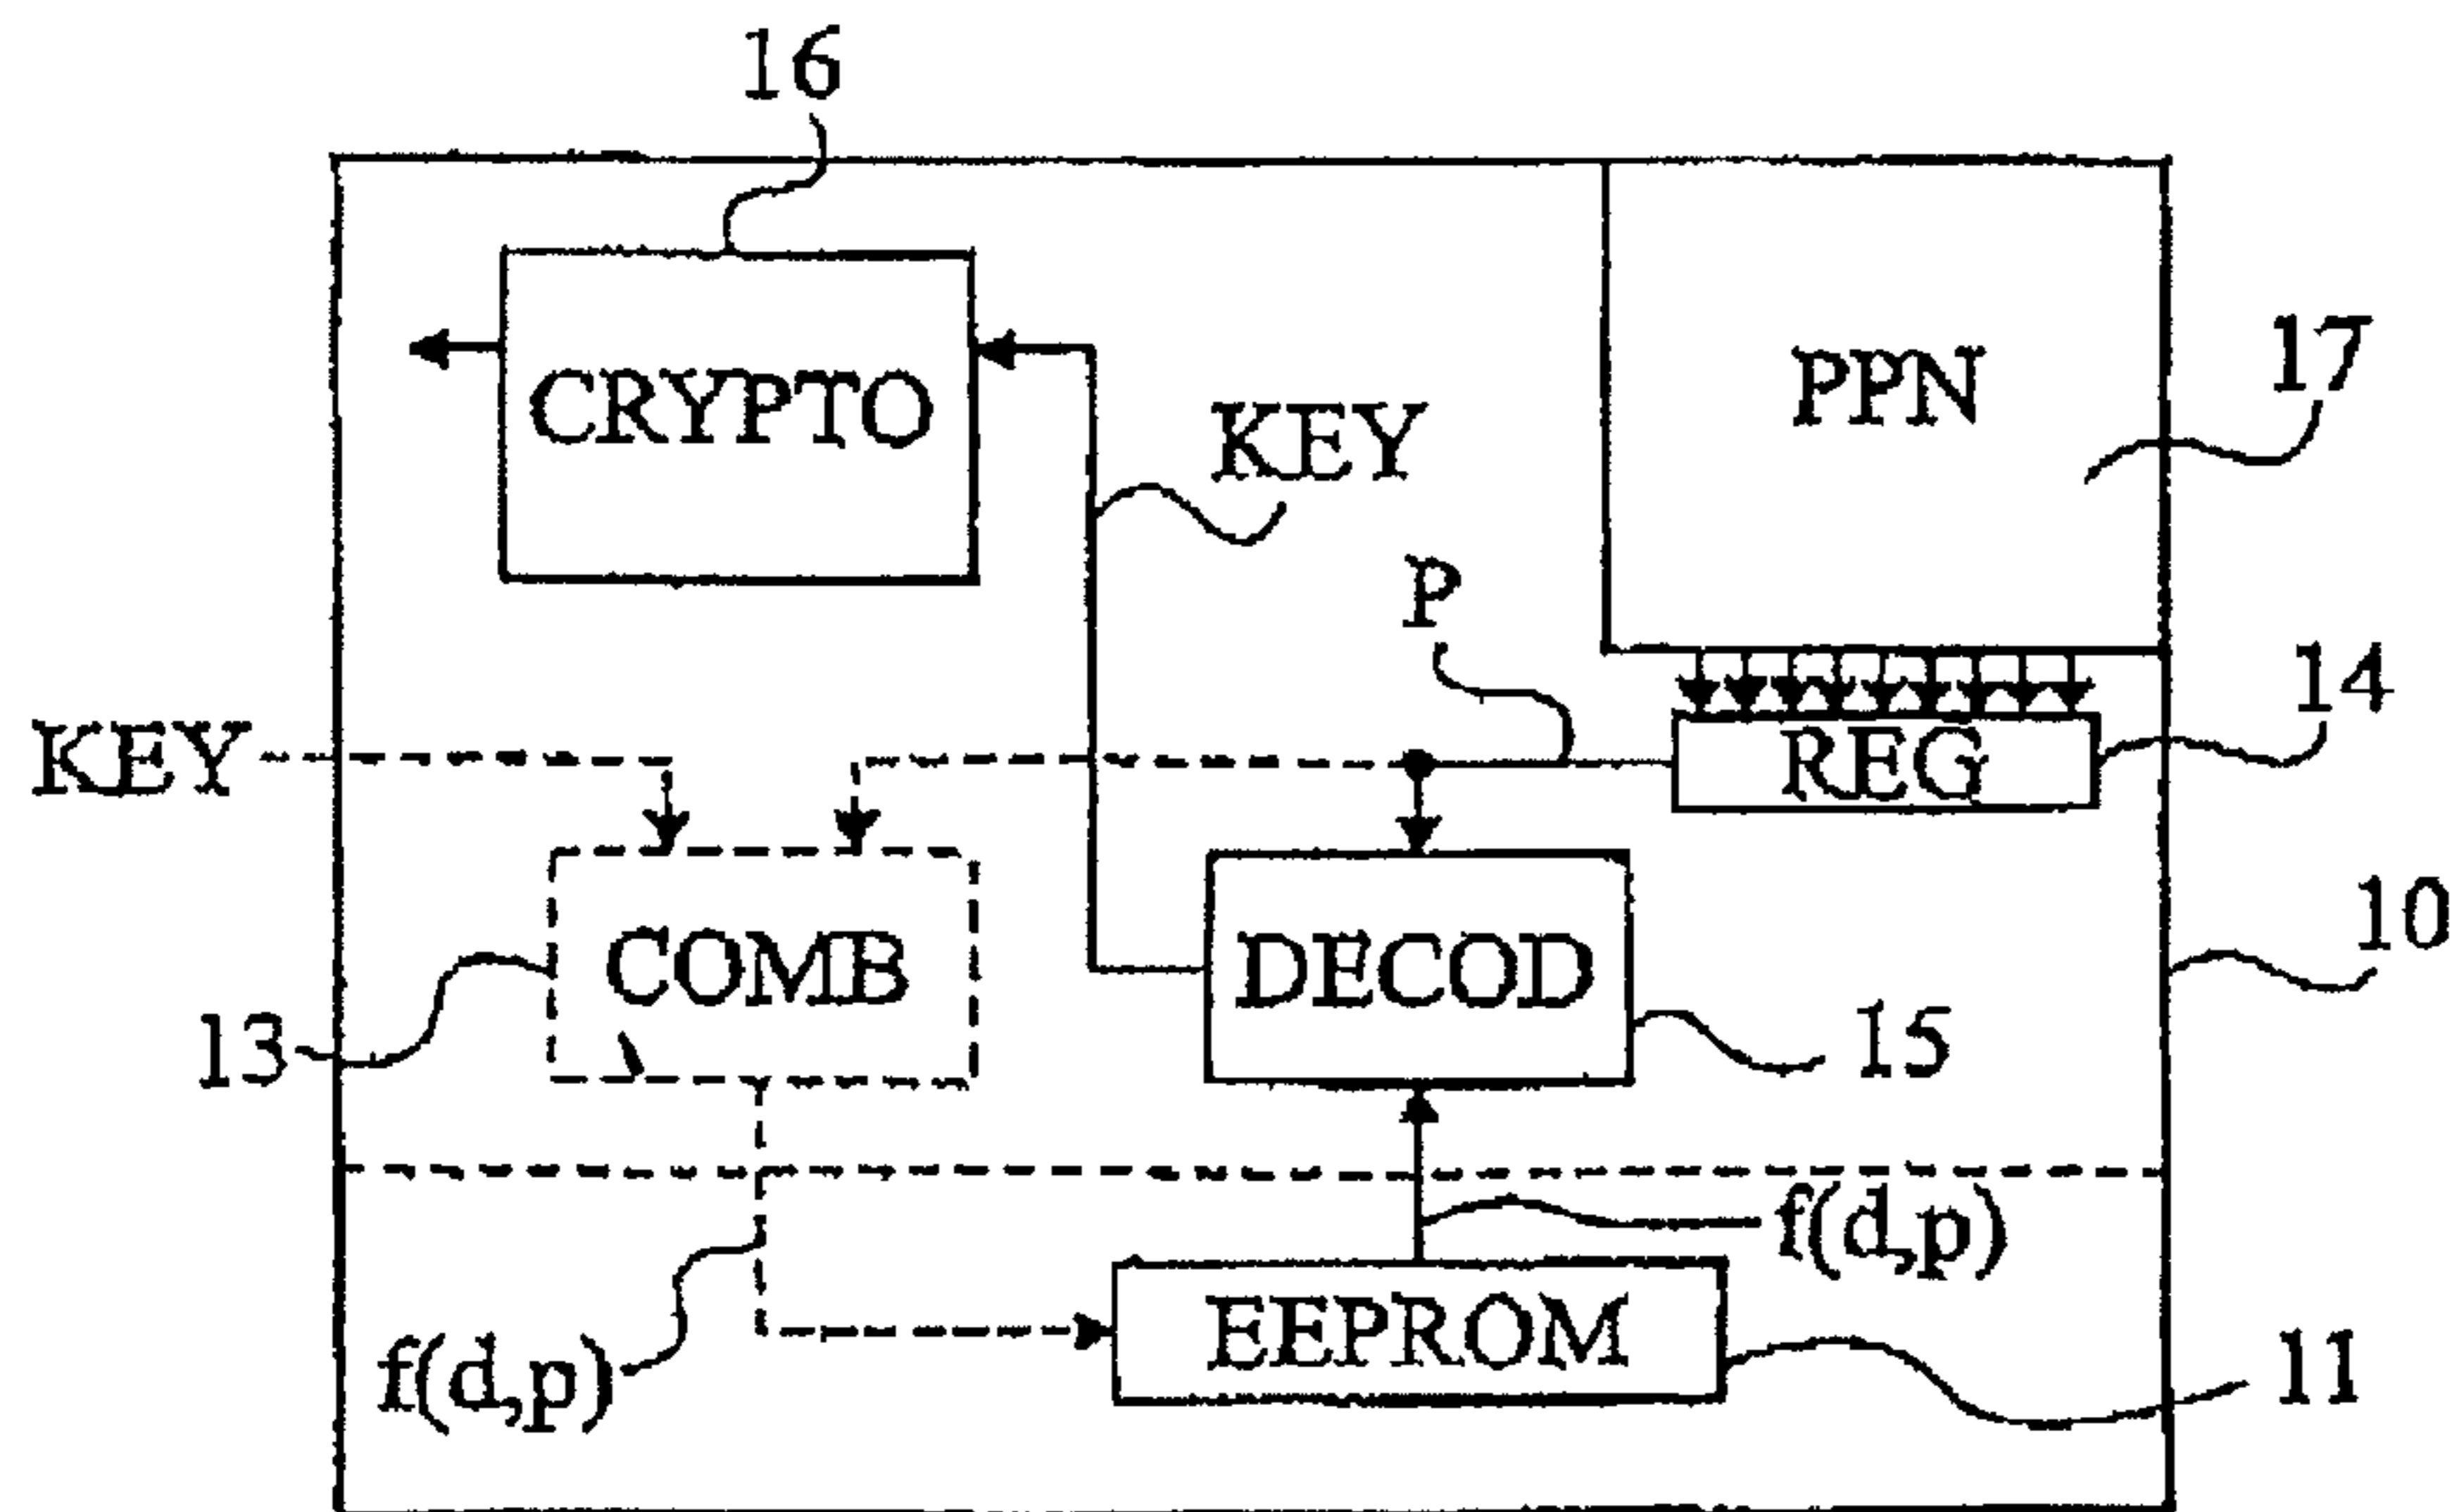 16
CRYPTO
PPN
17
KEY
P
14
REG
KEY
10
COMB
DECOD
13
15
f(d,p)
EEPROM
f(d,p)
11